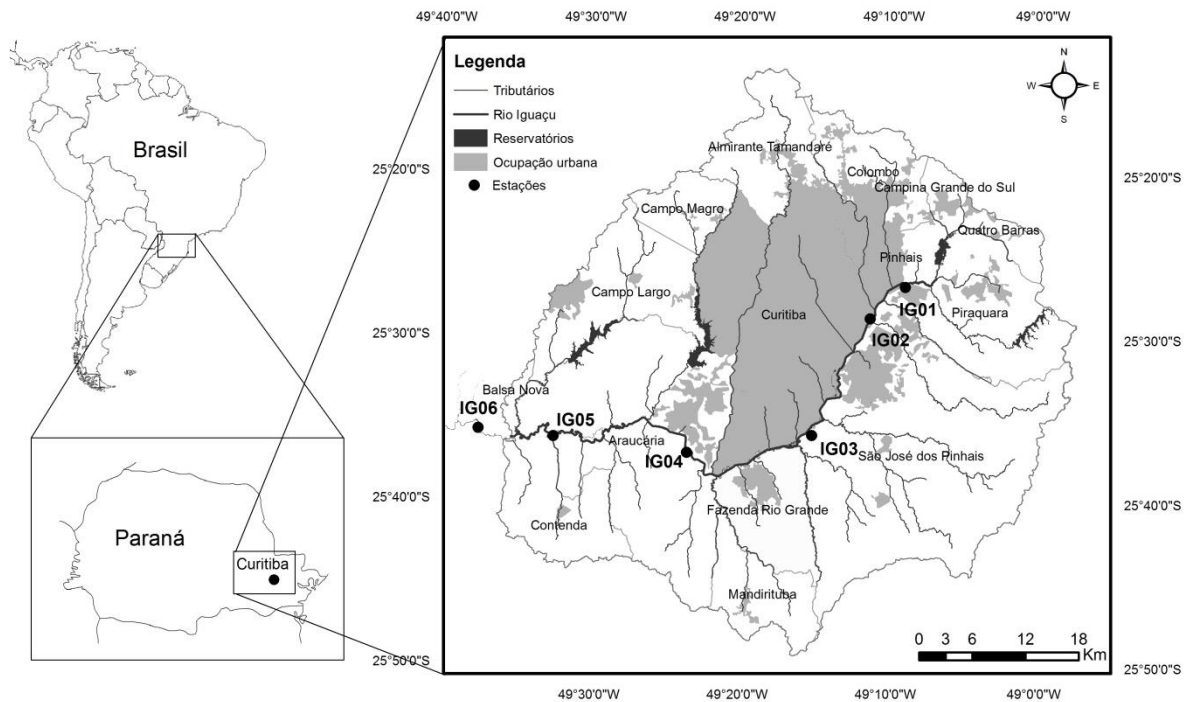 Brasil
Paraná
Curitiba
49°40'0"W
49°30'0"W
49°20'0"W
49°10'0"W
49°0'0"W
Legenda
Tributários
Rio Iguaçu
Reservatórios
Ocupação urbana
Estações
N
W
E
S
25°20'0"S
25°30'0"S
25°40'0"S
25°50'0"S
Almirante Tamandaré
Colombo
Campina Grande do Sul
Campo Magro
Quatro Barras
Pinhais
Campo Largo
IG01
Piraquara
Curitiba
IG02
Balsa Nova
IG06
IG05
Araucária
IG04
IG03
São José dos Pinhais
Fazenda Rio Grande
Contenda
Mandirituba
0 3 6 12 18
Km
25°20'0"S
25°30'0"S
25°40'0"S
25°50'0"S
49°30'0"W
49°20'0"W
49°10'0"W
49°0'0"W